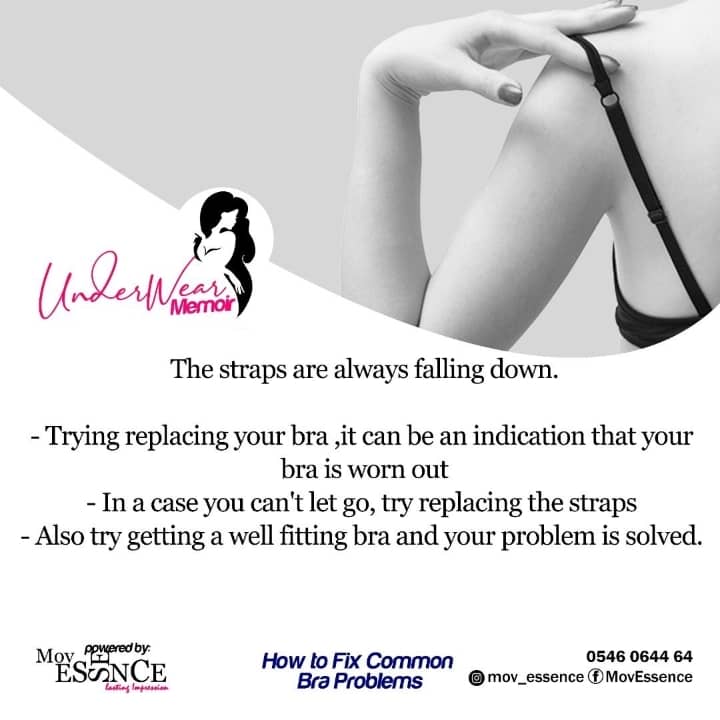 UnderWear
Memoir
The straps are always falling down.
- Trying replacing your bra ,it can be an indication that your
bra is worn out
- In a case you can't let go, try replacing the straps
- Also try getting a well fitting bra and your problem is solved.
powered by:
Mov
ESSENCE
lasting Impression
How to Fix Common
Bra Problems
0546 0644 64
mov_essence MovEssence